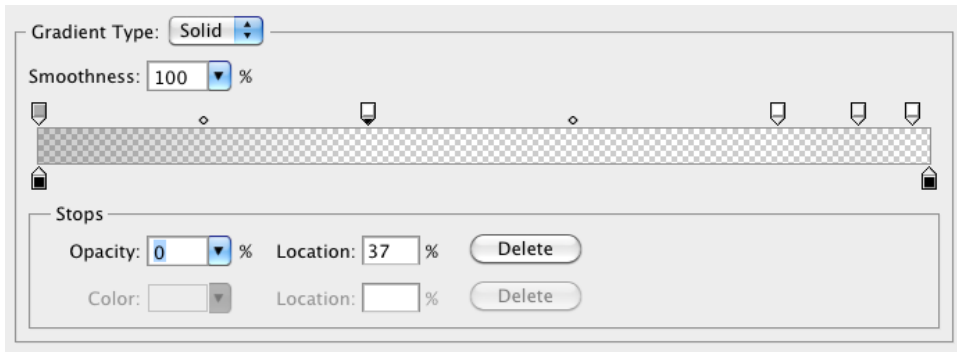 Gradient Type: Solid
Smoothness: 100 %
Stops
Opacity: 0 % Location: 37 % Delete
Color: Location: % Delete